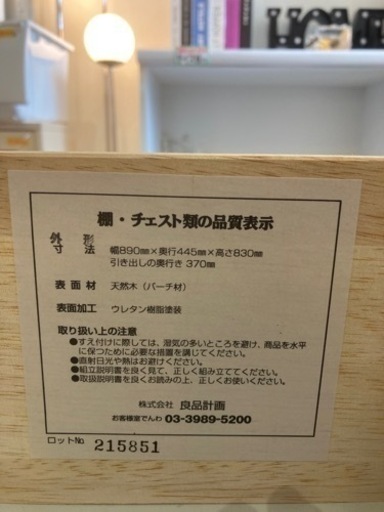 棚・チェスト類の品質表示
外形寸法 幅890mm×奥行445mm×高さ830mm
引き出しの奥行き 370mm
表面材 天然木(バーチ材)
表面加工 ウレタン樹脂塗装
取り扱い上の注意
●すえ付けに際しては、湿気の多いところを避け、商品を水平
に保つために必要な措置を講じてください。
●直射日光や熱はお避けください。
●組立説明書を良く見て、正しく組み立ててください。
●取扱説明書を良くお読みの上、正しくお使いください。
株式会社 良品計画
お客様室でんわ 03-3989-5200
ロットNo. 215851